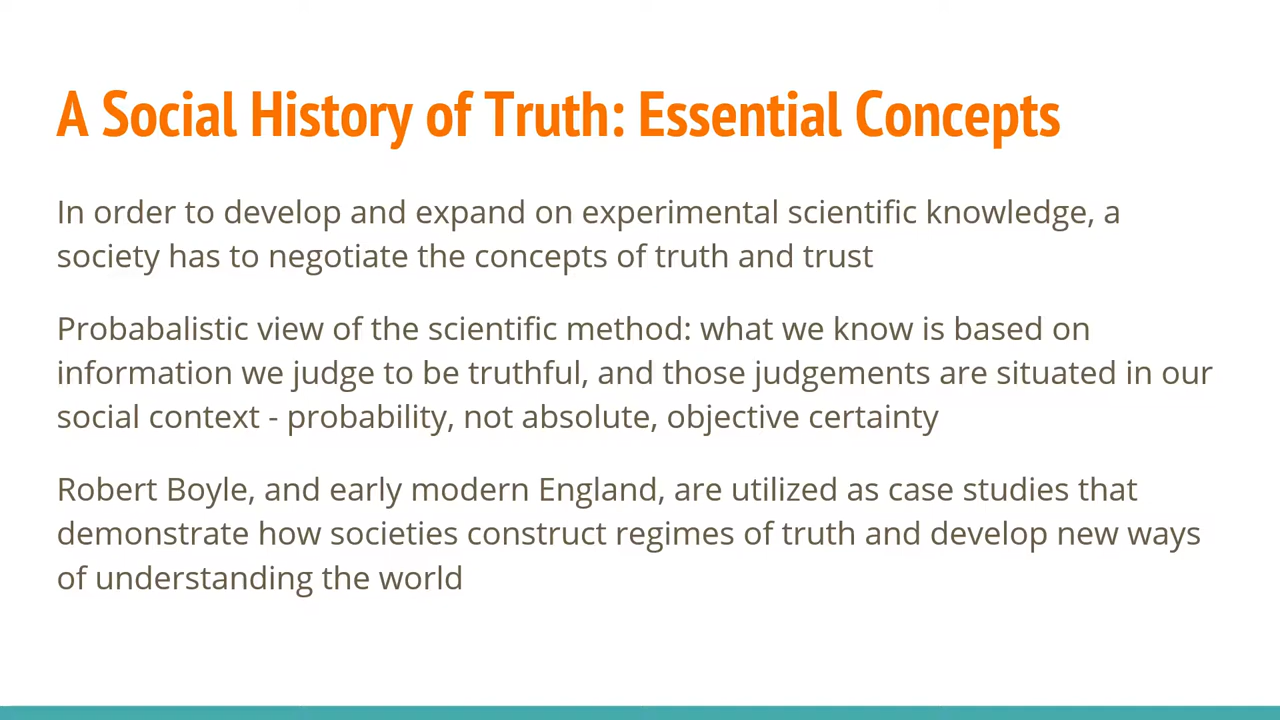 A Social History of Truth: Essential Concepts
In order to develop and expand on experimental scientific knowledge, a
society has to negotiate the concepts of truth and trust
Probabalistic view of the scientific method: what we know is based on
information we judge to be truthful, and those judgements are situated in our
social context - probability, not absolute, objective certainty
Robert Boyle, and early modern England, are utilized as case studies that
demonstrate how societies construct regimes of truth and develop new ways
of understanding the world